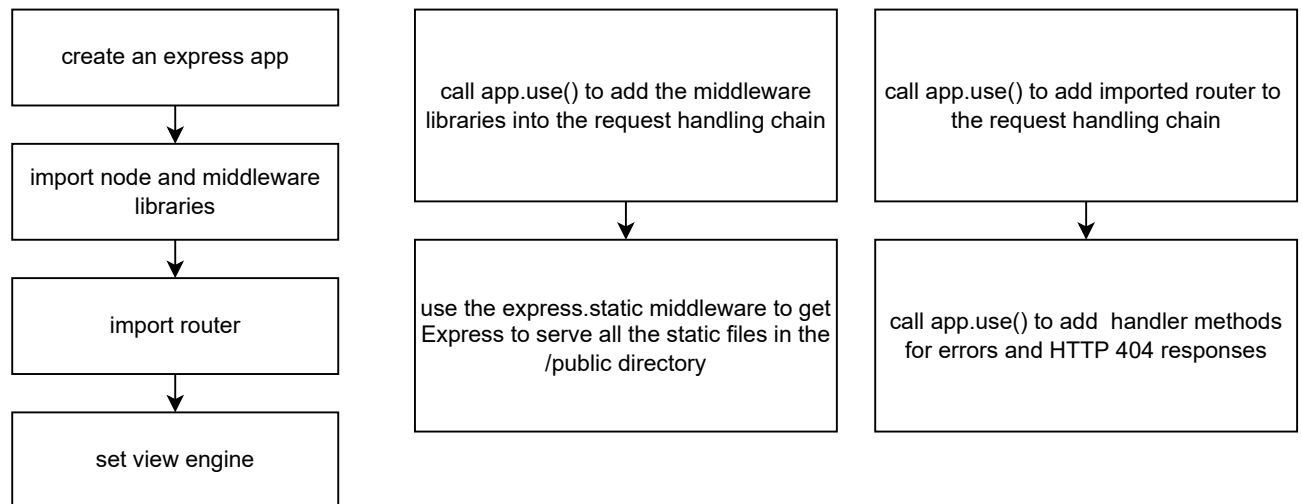 create an express app
import node and middleware
libraries
import router
set view engine
call app.use() to add the middleware
libraries into the request handling chain
use the express.static middleware to get
Express to serve all the static files in the
/public directory
call app.use() to add imported router to
the request handling chain
call app.use() to add  handler methods
for errors and HTTP 404 responses